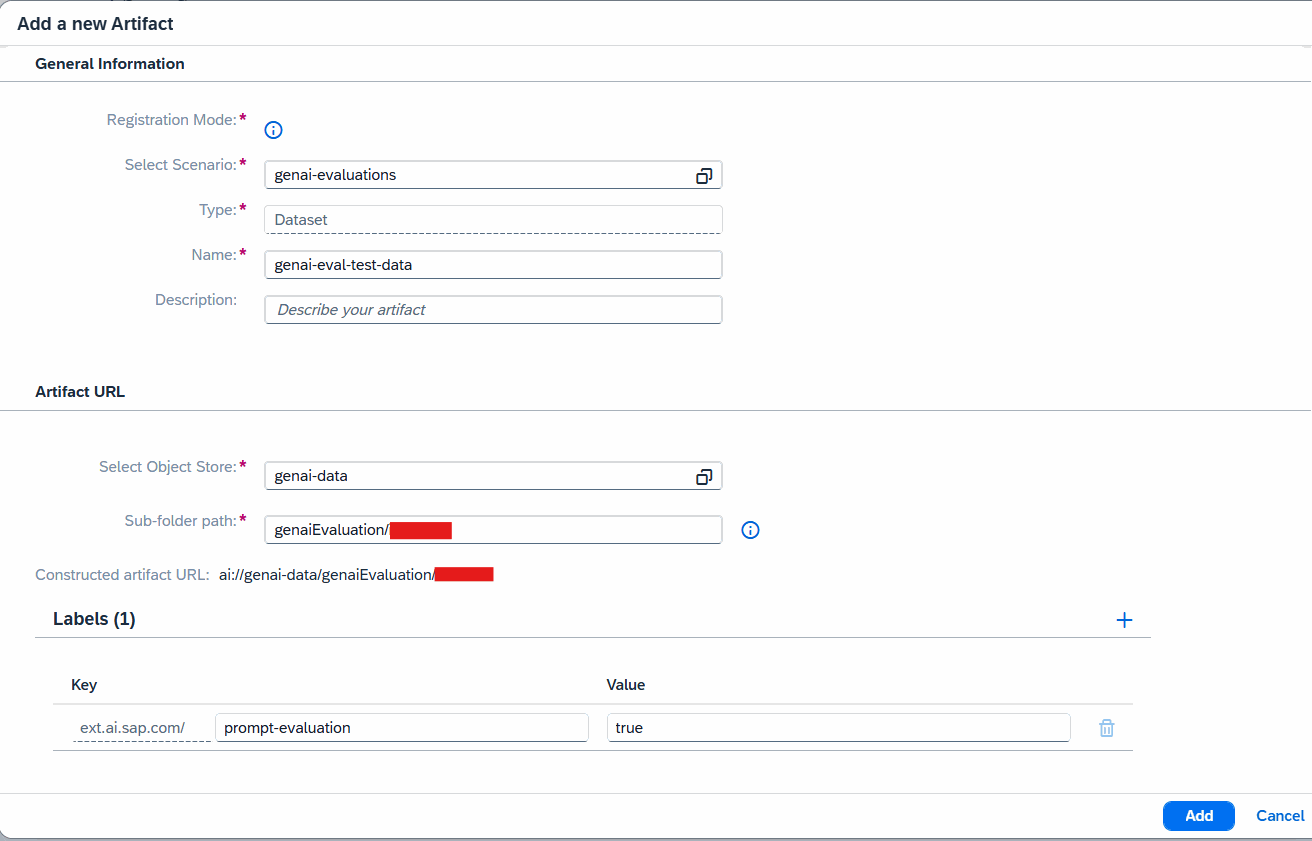 Add a new Artifact
General Information
Registration Mode:*
Select Scenario:* genai-evaluations
Type:* Dataset
Name:* genai-eval-test-data
Description: Describe your artifact
Artifact URL
Select Object Store:* genai-data
Sub-folder path:* genaiEvaluation/
Constructed artifact URL: ai://genai-data/genaiEvaluation/
Labels (1)
Key Value
ext.ai.sap.com/ prompt-evaluation true
Add Cancel